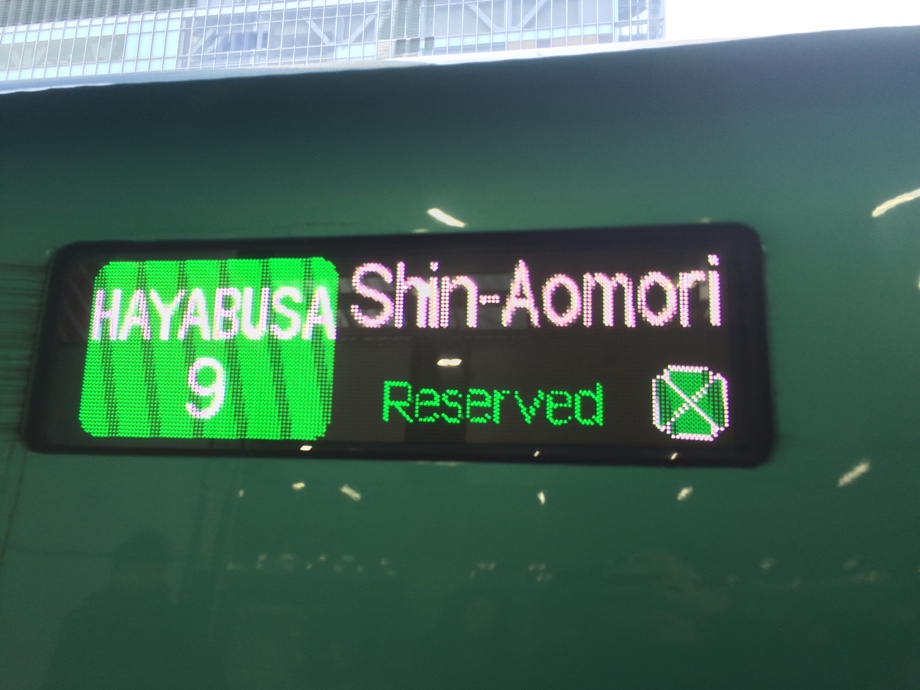 HAYABUSA
9
Shin-Aomori
Reserved